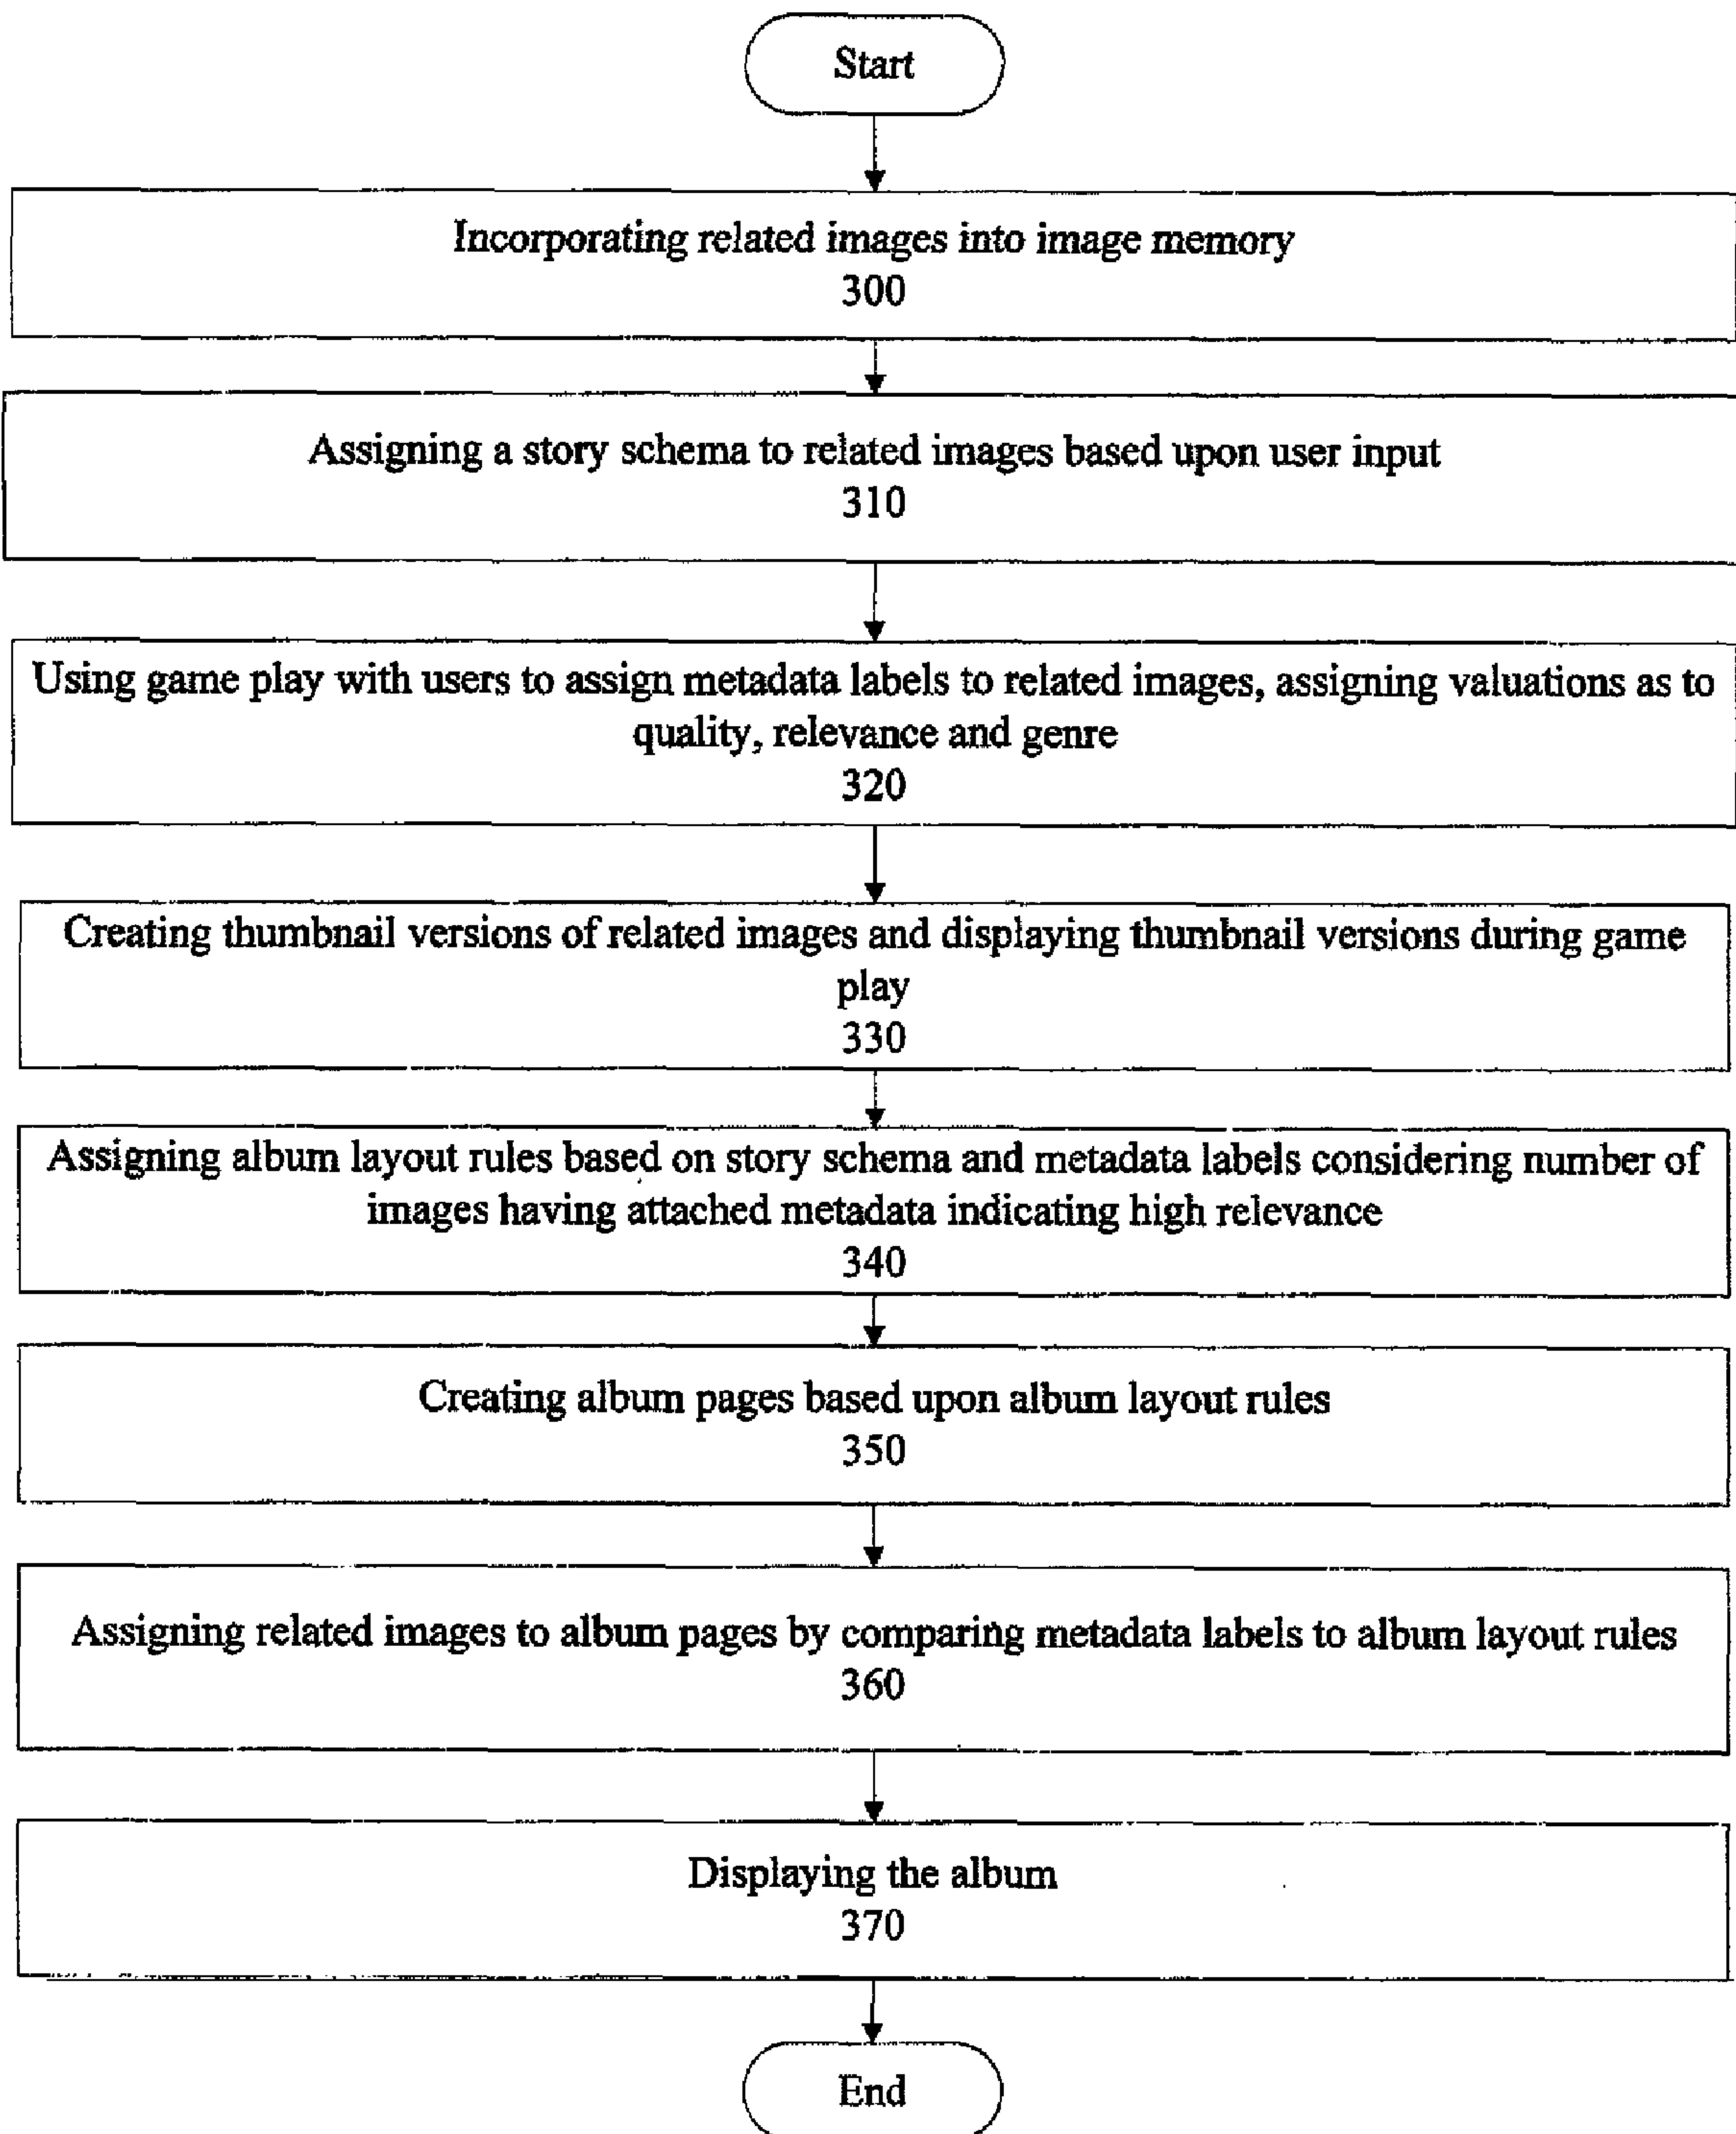 Start
Incorporating related images into image memory
300
Assigning a story schema to related images based upon user input
310
Using game play with users to assign metadata labels to related images, assigning valuations as to
quality, relevance and genre
320
Creating thumbnail versions of related images and displaying thumbnail versions during game
play
330
Assigning album layout rules based on story schema and metadata labels considering number of
images having attached metadata indicating high relevance
340
Creating album pages based upon album layout rules
350
Assigning related images to album pages by comparing metadata labels to album layout rules
360
Displaying the album
370
End